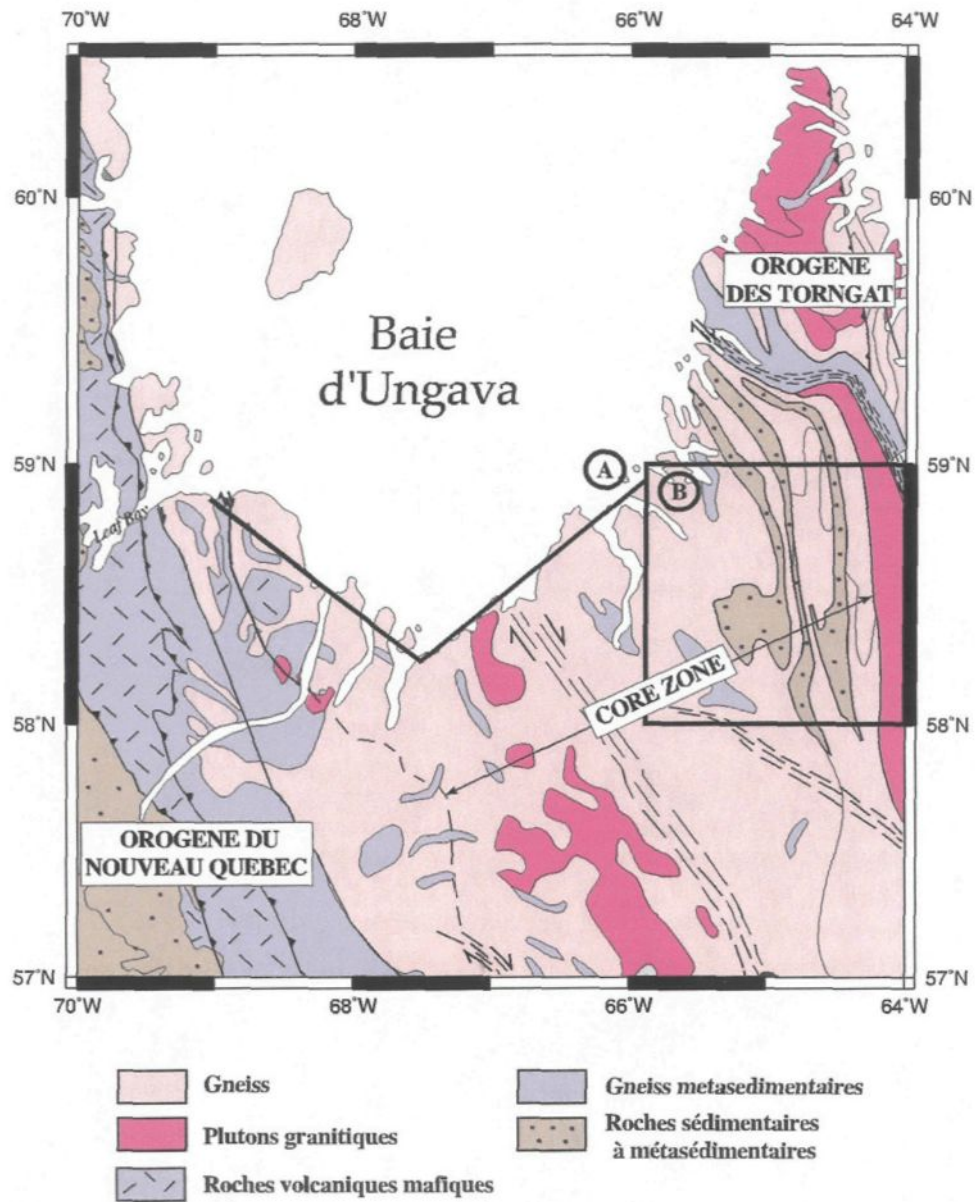 70°W
68°W
66°W
64°W
60°N
60°N
OROGENE
DES TORNGAT
Baie
d'Ungava
59°N
59°N
A
B
Leaf Bay
CORE ZONE
58°N
58°N
OROGENE DU
NOUVEAU QUEBEC
57°N
57°N
70°W
68°W
66°W
64°W
Gneiss
Gneiss metasedimentaires
Plutons granitiques
Roches sédimentaires
à métasédimentaires
Roches volcaniques mafiques